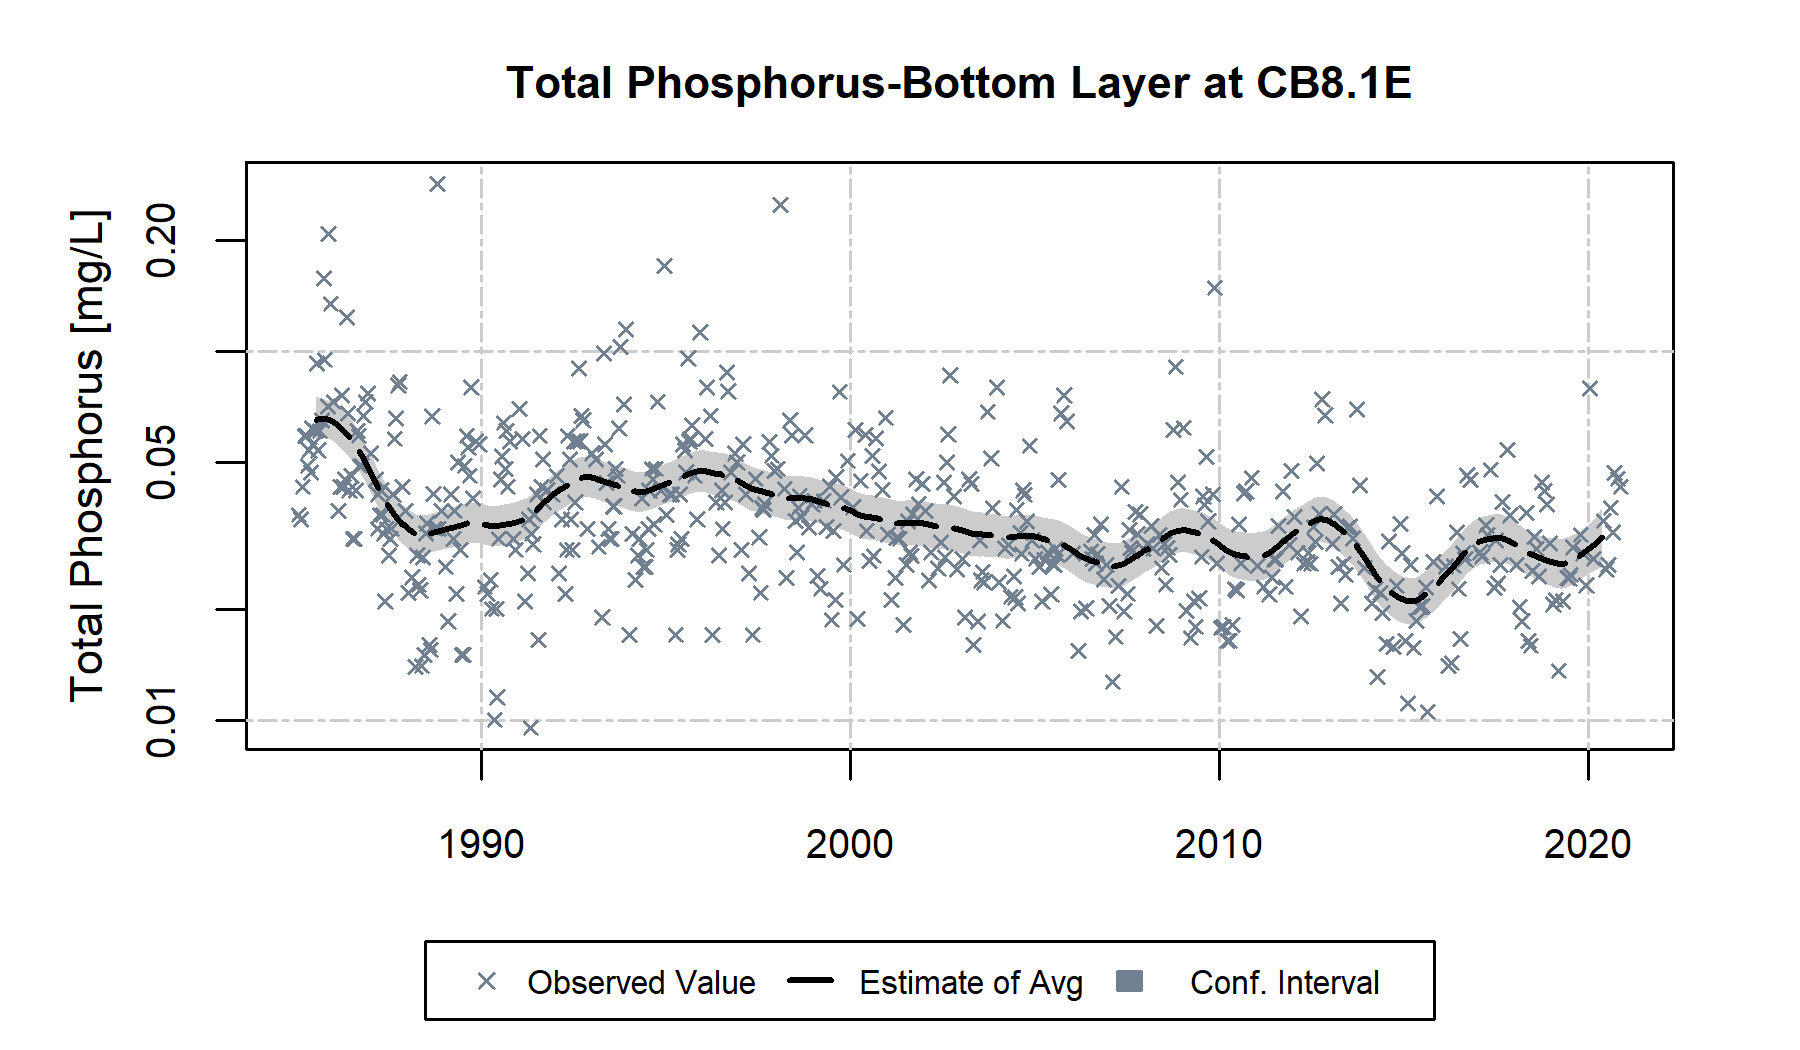 Total Phosphorus-Bottom Layer at CB8.1E
Total Phosphorus [mg/L]
0.20
0.05
0.01
1990 2000 2010 2020
Observed Value Estimate of Avg Conf. Interval